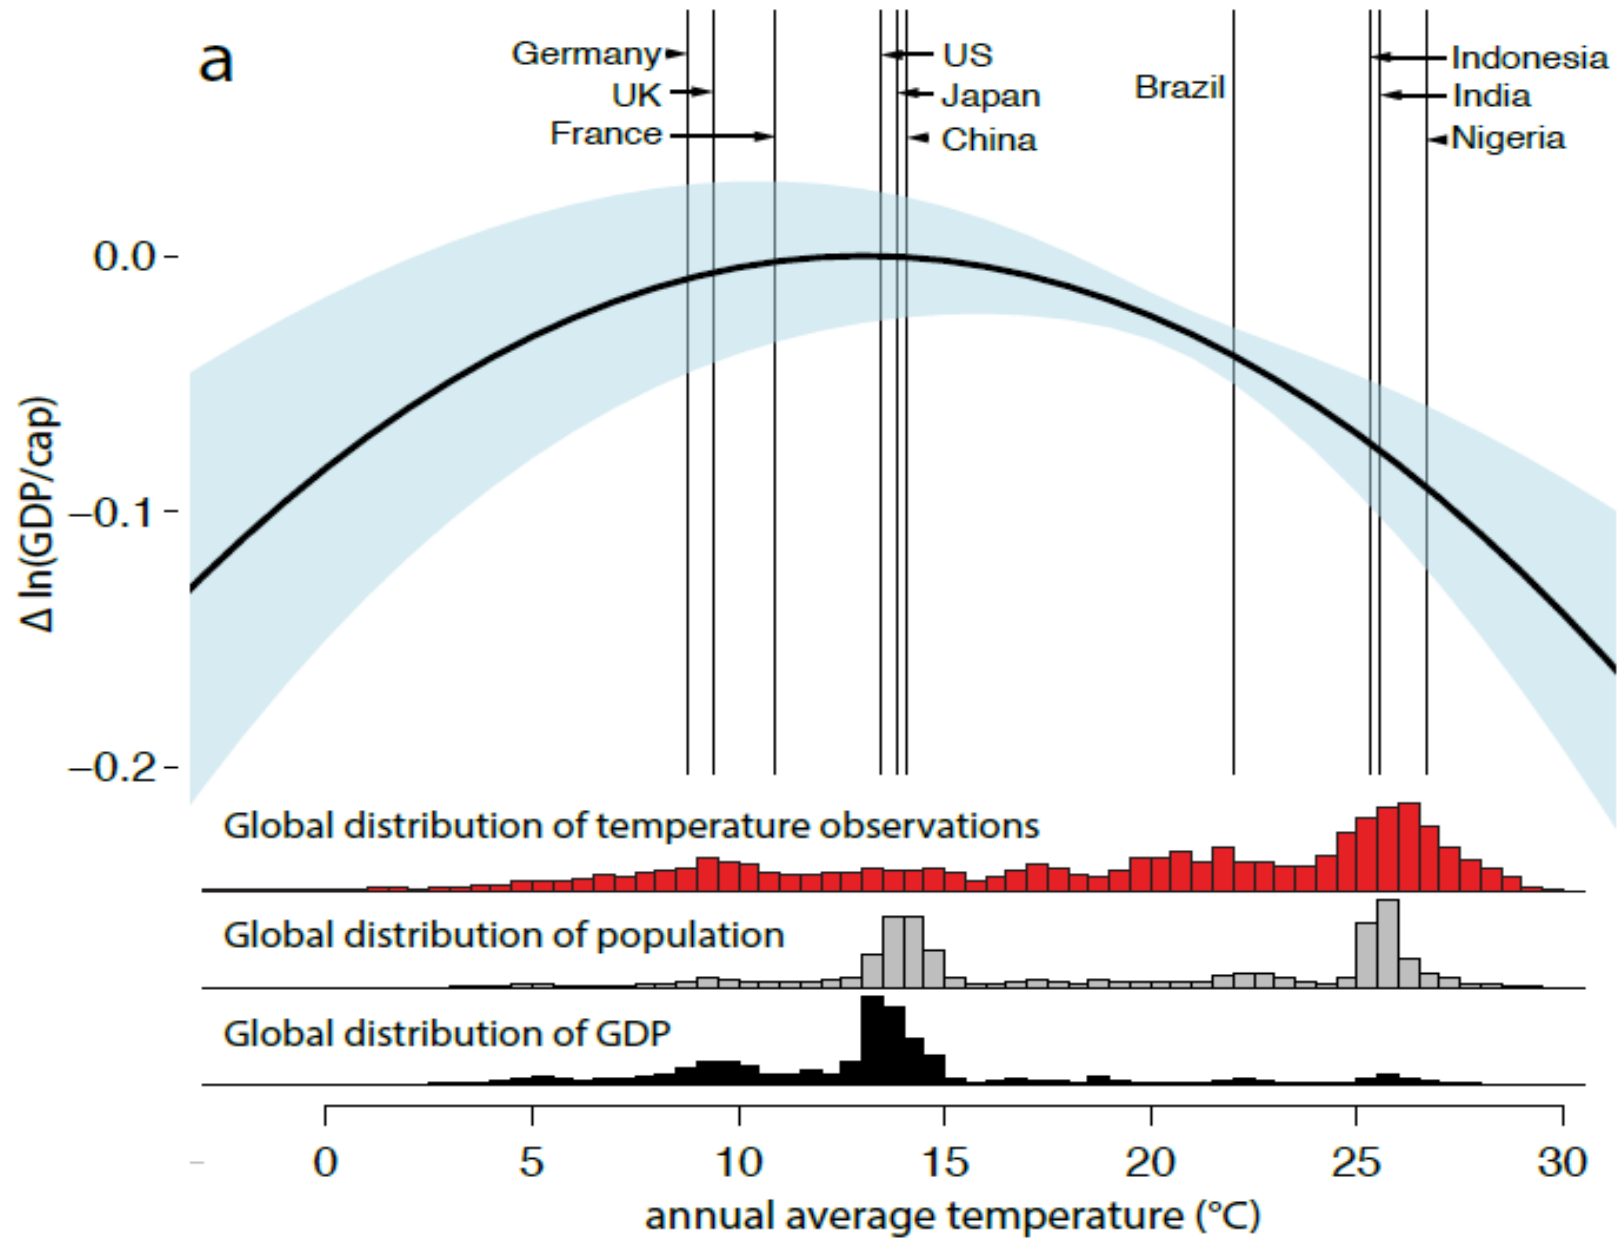 a
Germany
UK
France
US
Japan
China
Brazil
Indonesia
India
Nigeria
0.0
−0.1
−0.2
Δ ln(GDP/cap)
Global distribution of temperature observations
Global distribution of population
Global distribution of GDP
0 5 10 15 20 25 30
annual average temperature (°C)